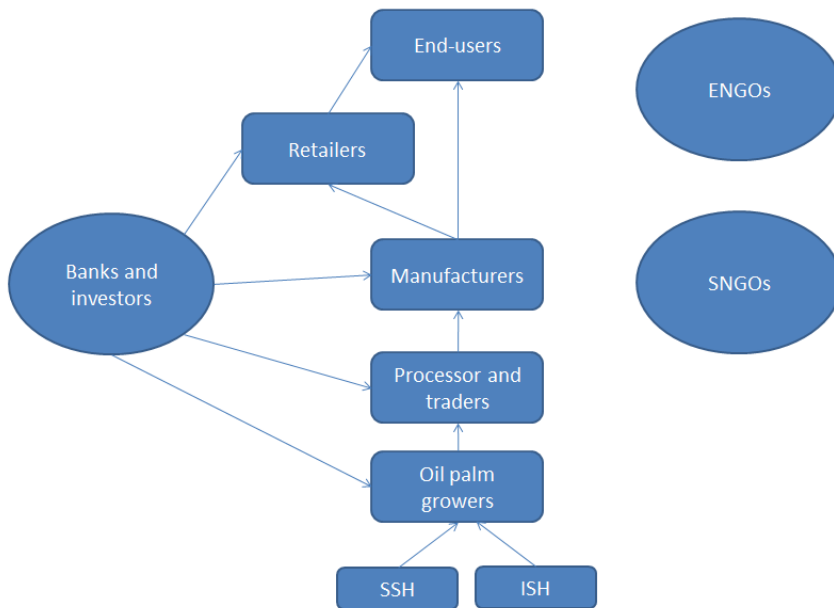 End-users
ENGOs
Retailers
Banks and
investors
Manufacturers
SNGOs
Processor and
traders
Oil palm
growers
SSH
ISH